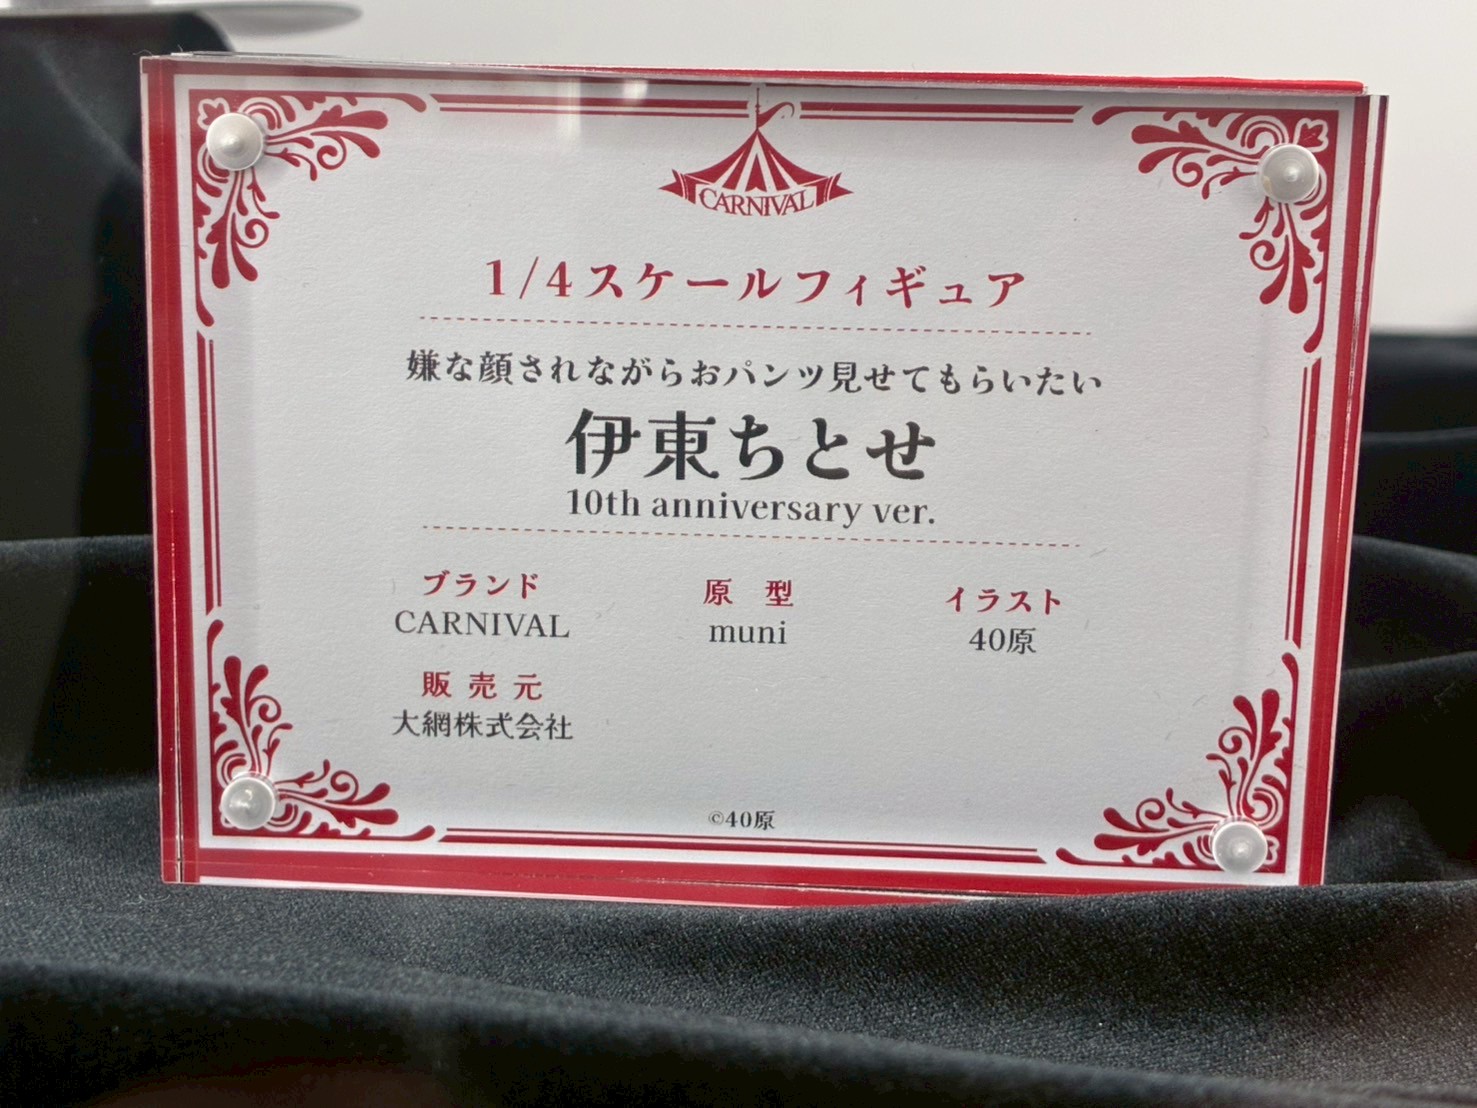 CARNIVAL
1/4スケールフィギュア
嫌な顔されながらおパンツ見せてもらいたい
伊東ちとせ
10th anniversary ver.
ブランド
CARNIVAL
原型
muni
イラスト
40原
販売元
大網株式会社
©40原